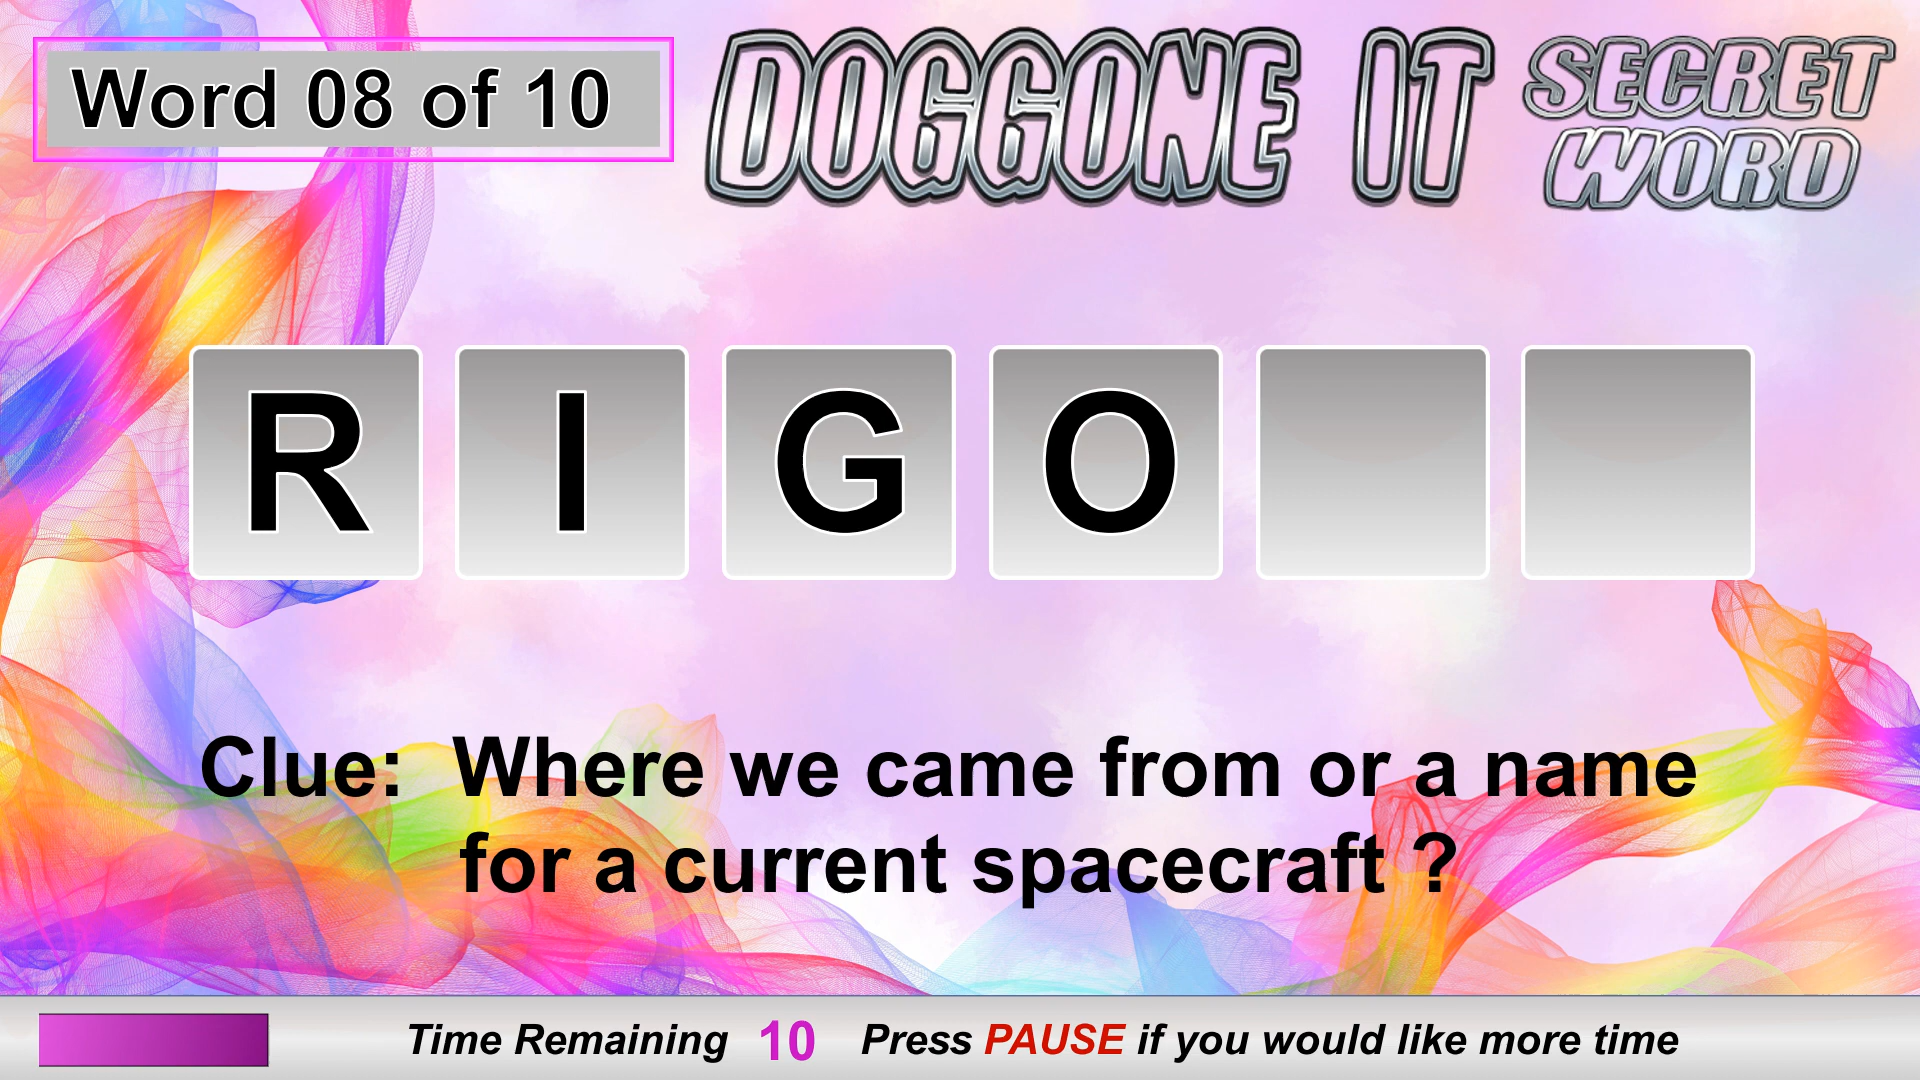 Word 08 of 10
DOGGONE IT
SECRET
WORD
R I G O
Clue: Where we came from or a name
for a current spacecraft ?
Time Remaining 10 Press PAUSE if you would like more time